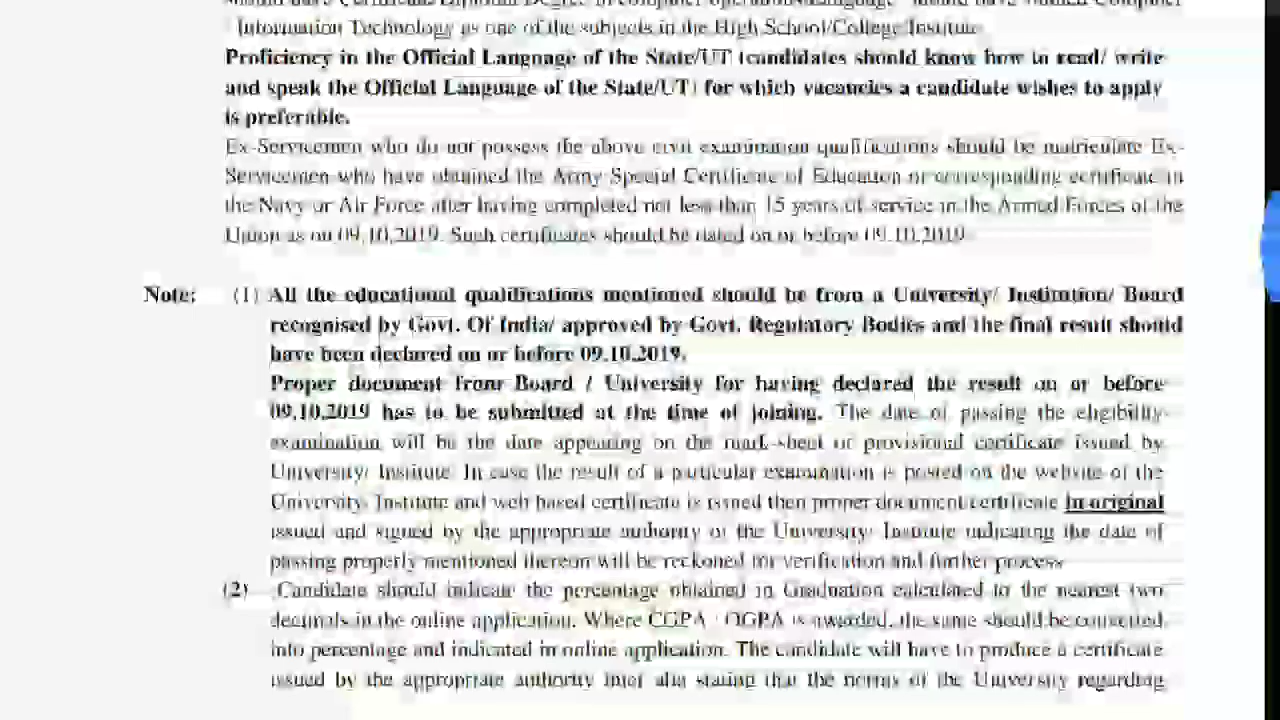 should have Certificate/Diploma/Degree in computer operations/Language/ should have studied Computer
/ Information Technology as one of the subjects in the High School/College/Institute.
Proficiency in the Official Language of the State/UT (candidates should know how to read/ write
and speak the Official Language of the State/UT) for which vacancies a candidate wishes to apply
is preferable.
Ex-Servicemen who do not possess the above civil examination qualifications should be matriculate Ex-
Servicemen who have obtained the Army Special Certificate of Education or corresponding certificate in
the Navy or Air Force after having completed not less than 15 years of service in the Armed Forces of the
Union as on 09.10.2019. Such certificates should be dated on or before 09.10.2019.
Note: (1) All the educational qualifications mentioned should be from a University/ Institution/ Board
recognised by Govt. Of India/ approved by Govt. Regulatory Bodies and the final result should
have been declared on or before 09.10.2019.
Proper document from Board / University for having declared the result on or before
09.10.2019 has to be submitted at the time of joining. The date of passing the eligibility
examination will be the date appearing on the mark-sheet or provisional certificate issued by
University/ Institute. In case the result of a particular examination is posted on the website of the
University/ Institute and web based certificate is issued then proper document/certificate in original
issued and signed by the appropriate authority of the University/ Institute indicating the date of
passing properly mentioned thereon will be reckoned for verification and further process.
(2) Candidate should indicate the percentage obtained in Graduation calculated to the nearest two
decimals in the online application. Where CGPA / OGPA is awarded, the same should be converted
into percentage and indicated in online application. The candidate will have to produce a certificate
issued by the appropriate authority inter alia stating that the norms of the University regarding